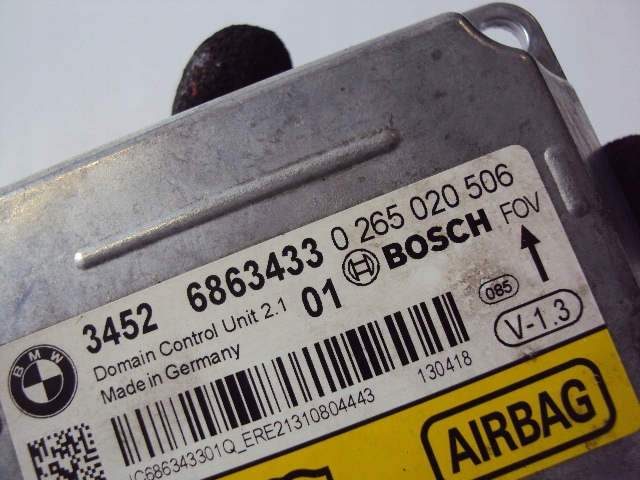 3452 6863433 0 265 020 506
BMW
Domain Control Unit 2.1 01 BOSCH FOV
Made in Germany
085
V-1.3
130418
IC686343301Q_ERE21310804443
AIRBAG